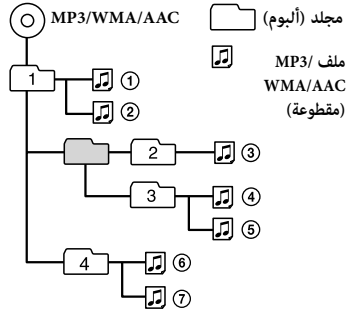 MP3/WMA/AAC
مجلد (ألبوم)
ملف MP3/
WMA/AAC
(مقطوعة)
1
①
②
2
③
3
④
⑤
4
⑥
⑦